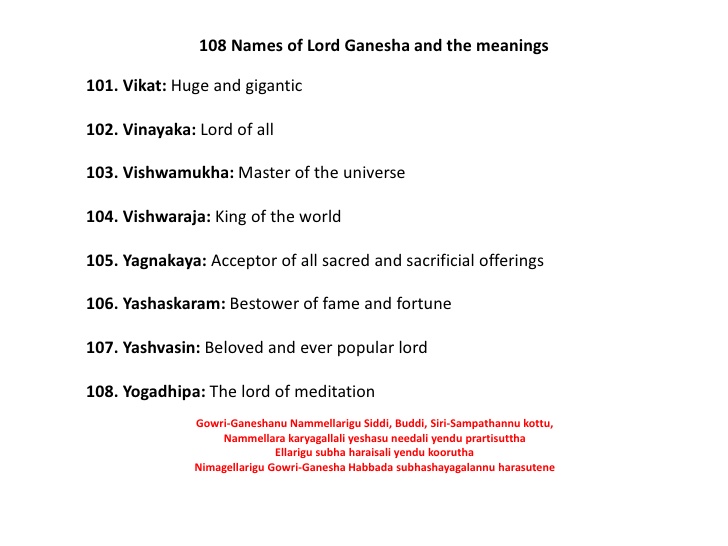 108 Names of Lord Ganesha and the meanings
101. Vikat: Huge and gigantic
102. Vinayaka: Lord of all
103. Vishwamukha: Master of the universe
104. Vishwaraja: King of the world
105. Yagnakaya: Acceptor of all sacred and sacrificial offerings
106. Yashaskaram: Bestower of fame and fortune
107. Yashvasin: Beloved and ever popular lord
108. Yogadhipa: The lord of meditation
Gowri-Ganeshanu Nammellarigu Siddi, Buddi, Siri-Sampathannu kottu,
Nammellara karyagallali yeshasu needali yendu prartisuttha
Ellarigu subha haraisali yendu koorutha
Nimagellarigu Gowri-Ganesha Habbada subhashayagalannu harasutene